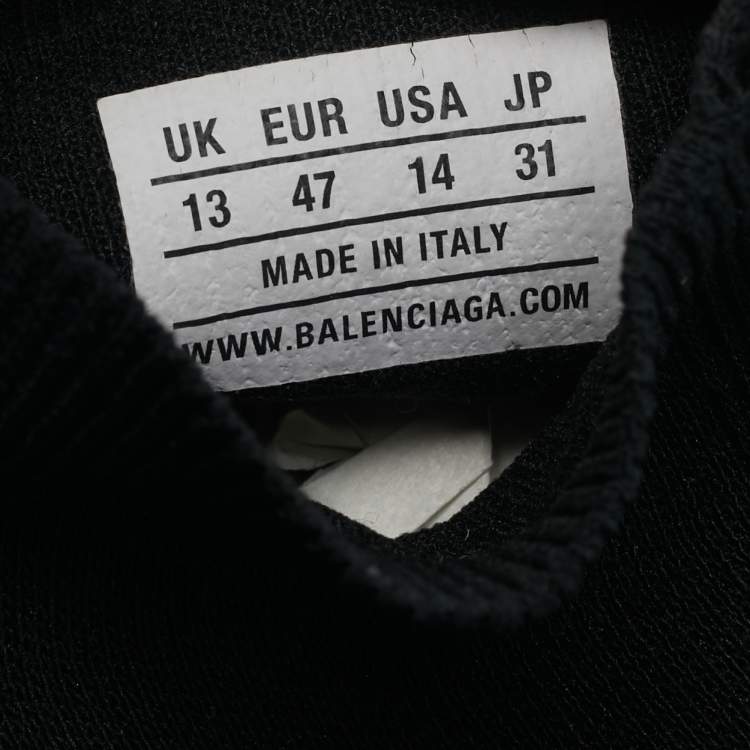 UK EUR USA JP
13 47 14 31
MADE IN ITALY
WWW.BALENCIAGA.COM